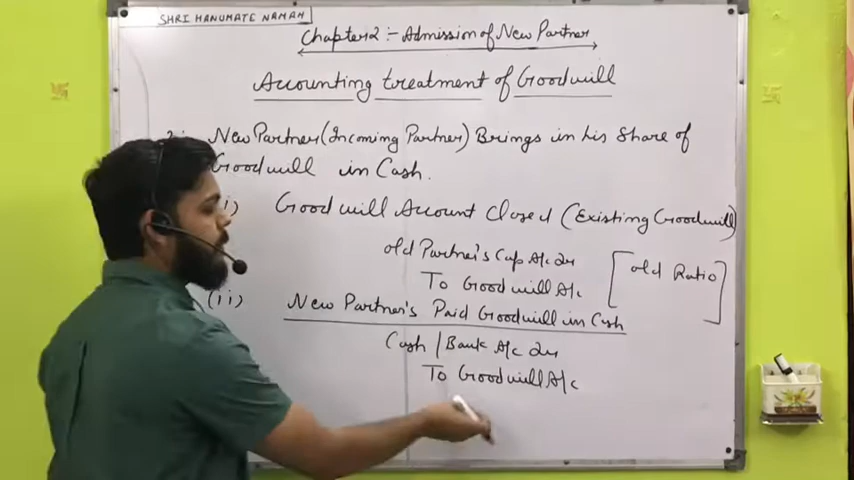 SHRI HANUMATE NAMAH
Chapter2 :- Admission of New Partner
Accounting treatment of Goodwill
New Partner (Incoming Partner) Brings in his Share of
Goodwill in Cash.
i) Goodwill Account Closed (Existing Goodwill)
old Partner's Cap A/c Dr
To Goodwill A/c [old Ratio]
(ii) New Partner's Paid Goodwill in Cash
Cash / Bank A/c Dr
To Goodwill A/c